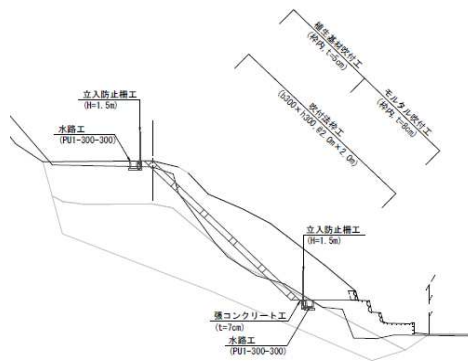 植生基材吹付工
(枠内, t=5cm)
モルタル吹付工
(枠内, t=8cm)
吹付法枠工
(b300×h300, @2.0m×2.0m)
立入防止柵工
(H=1.5m)
水路工
(PU1-300-300)
立入防止柵工
(H=1.5m)
張コンクリート工
(t=7cm)
水路工
(PU1-300-300)